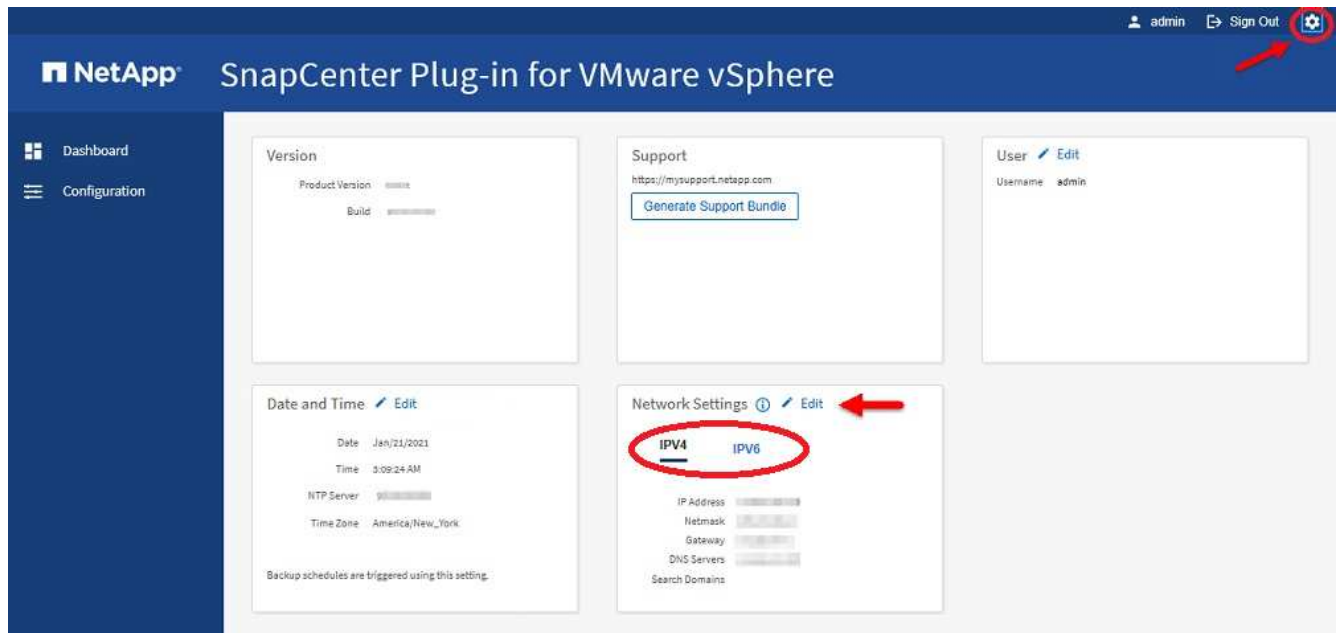 admin Sign Out
NetApp SnapCenter Plug-in for VMware vSphere
Dashboard
Configuration
Version
Product Version
Build
Support
https://mysupport.netapp.com
Generate Support Bundle
User Edit
Username admin
Date and Time Edit
Date Jan/21/2021
Time 3:09:24 AM
NTP Server
Time Zone America/New_York
Backup schedules are triggered using this setting.
Network Settings Edit
IPV4 IPV6
IP Address
Netmask
Gateway
DNS Servers
Search Domains